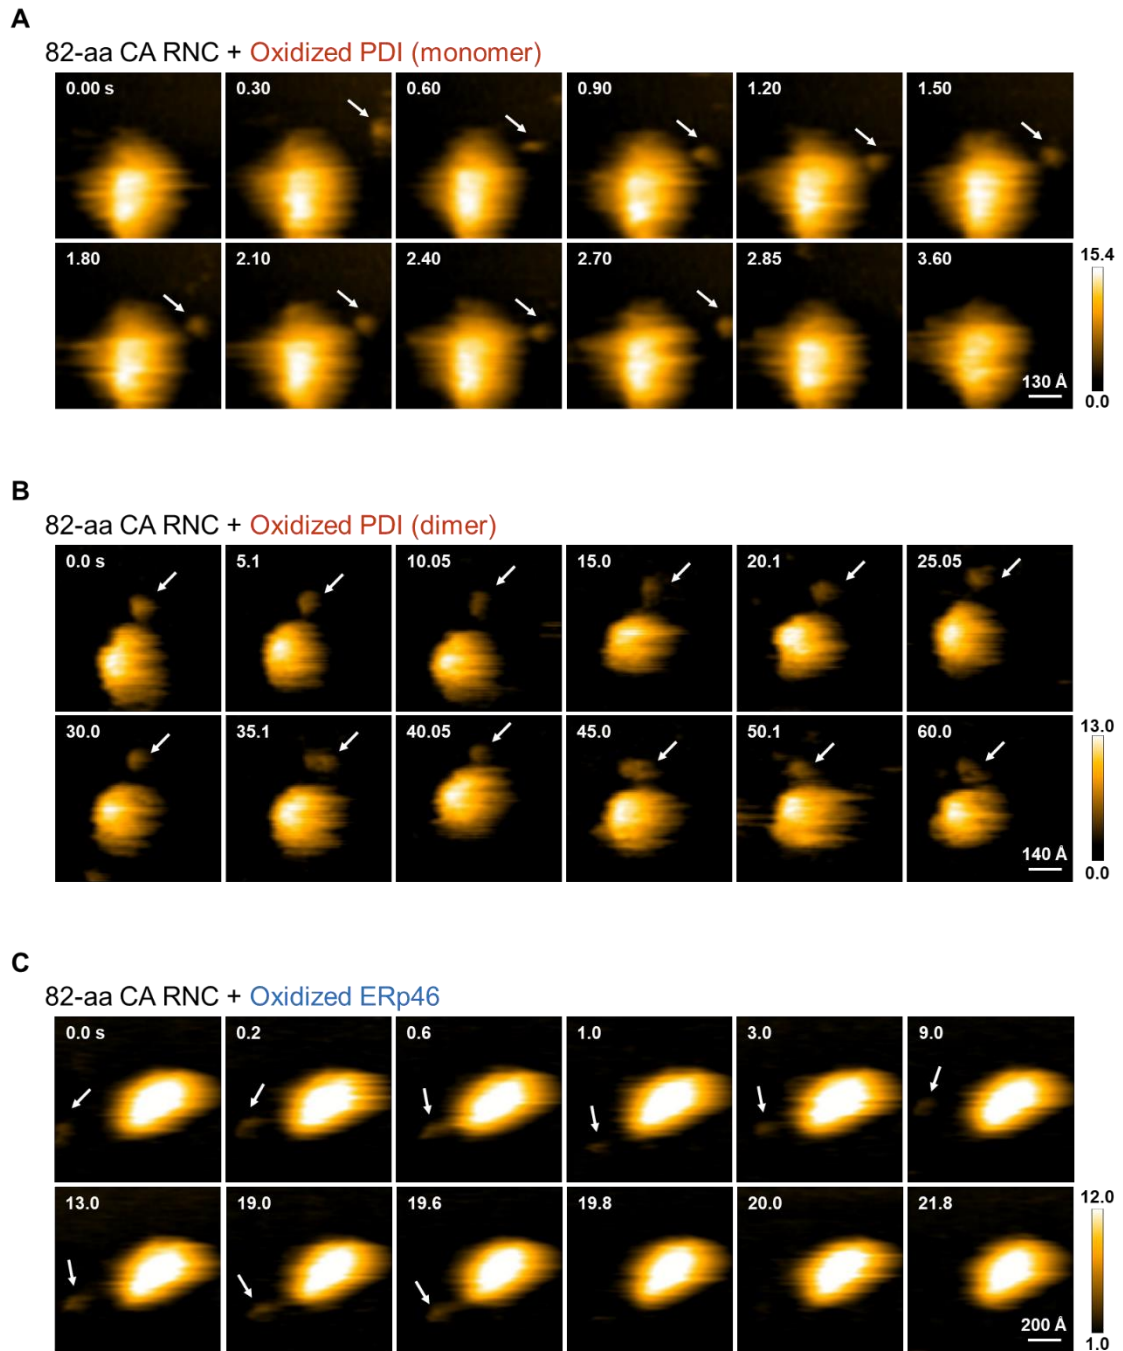 A
82-aa CA RNC + Oxidized PDI (monomer)
0.00 s 0.30 0.60 0.90 1.20 1.50
1.80 2.10 2.40 2.70 2.85 3.60
15.4
130 Å
0.0
B
82-aa CA RNC + Oxidized PDI (dimer)
0.0 s 5.1 10.05 15.0 20.1 25.05
30.0 35.1 40.05 45.0 50.1 60.0
13.0
140 Å
0.0
C
82-aa CA RNC + Oxidized ERp46
0.0 s 0.2 0.6 1.0 3.0 9.0
13.0 19.0 19.6 19.8 20.0 21.8
12.0
200 Å
1.0